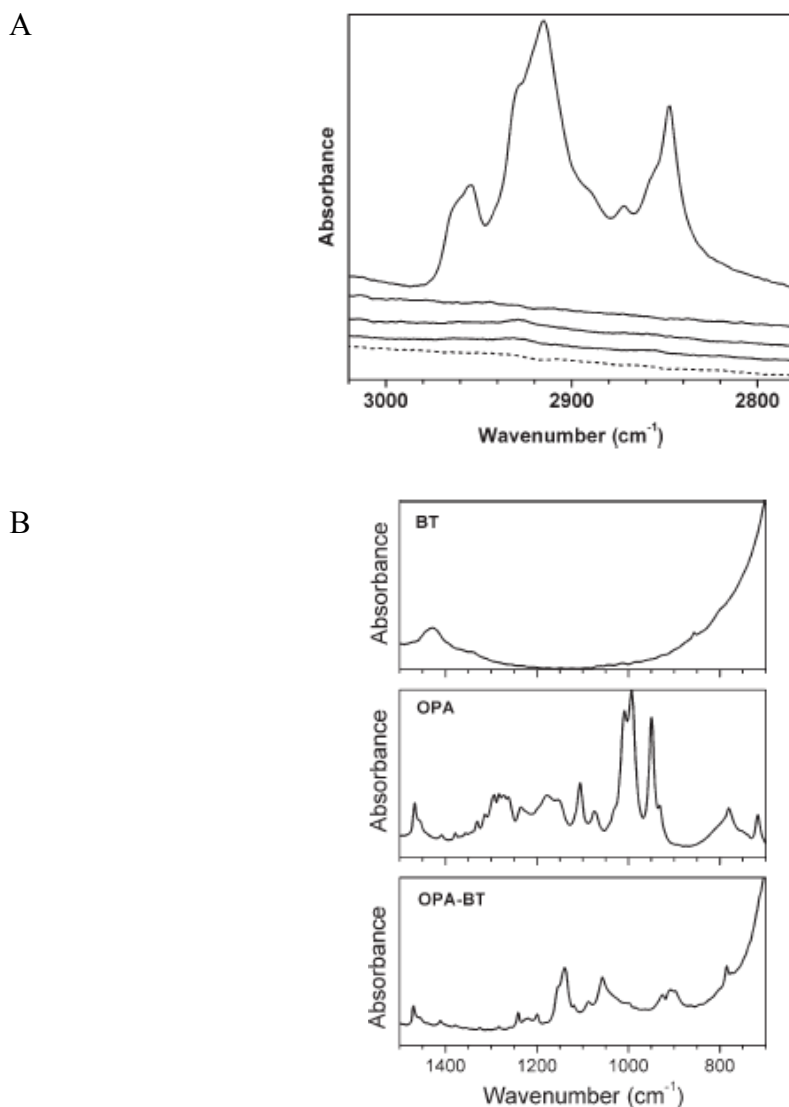 A
Absorbance
3000 2900 2800
Wavenumber (cm⁻¹)
B
BT
Absorbance
OPA
Absorbance
OPA-BT
Absorbance
1400 1200 1000 800
Wavenumber (cm⁻¹)